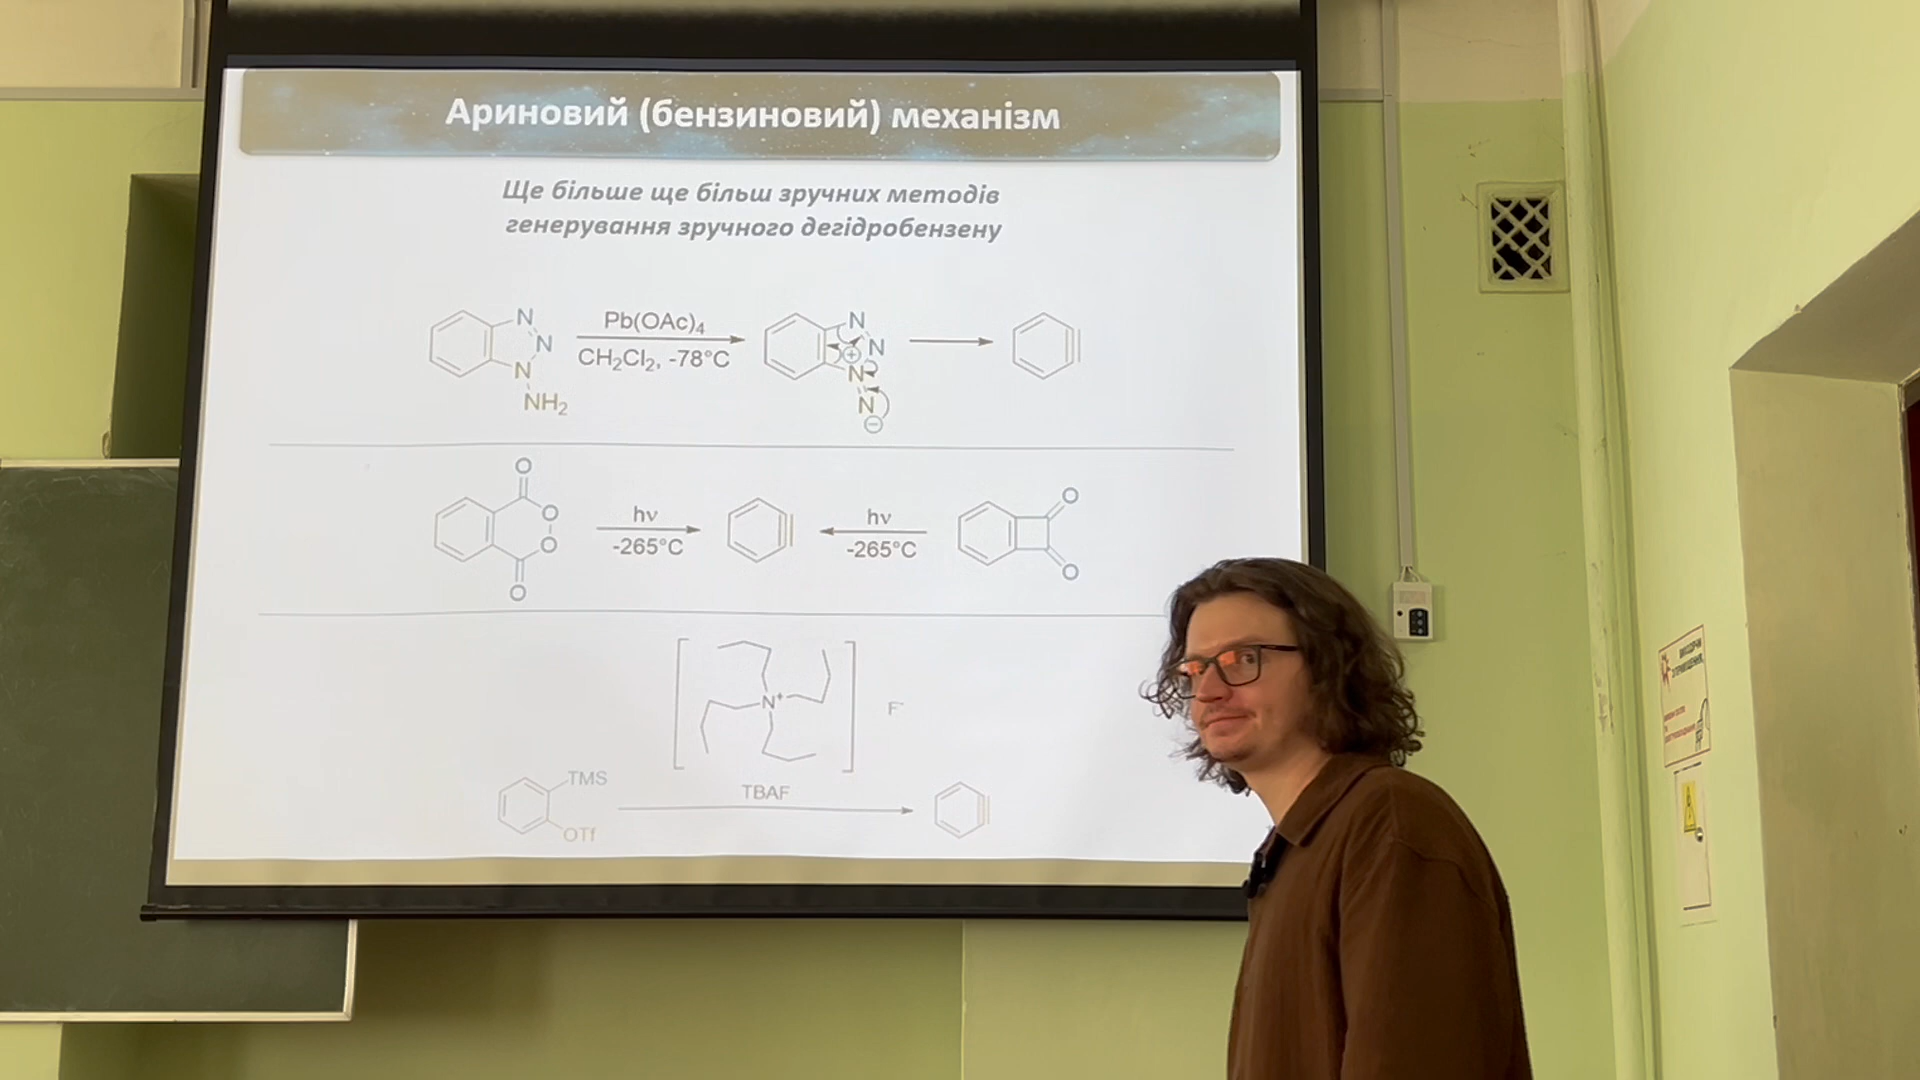 Ариновий (бензиновий) механізм
Ще більше ще більш зручних методів
генерування зручного дегідробензену
N
N
N
NH₂
Pb(OAc)₄
CH₂Cl₂, -78°C
N
N
N
N
⊕
⊖
O
O
O
O
hν
-265°C
hν
-265°C
O
O
N⁺
F⁻
TMS
OTf
TBAF